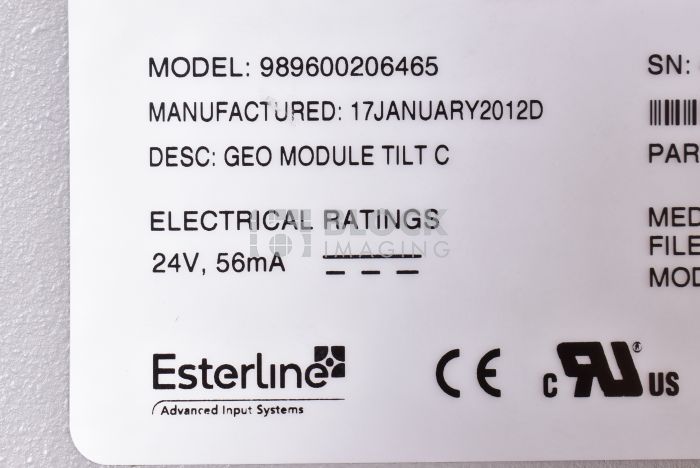 MODEL: 989600206465
SN:
MANUFACTURED: 17JANUARY2012D
DESC: GEO MODULE TILT C
PAR
ELECTRICAL RATINGS
MED
BLOCK
IMAGING
FILE
24V, 56mA
MOD
Esterline
Advanced Input Systems
CE
c RU ® US